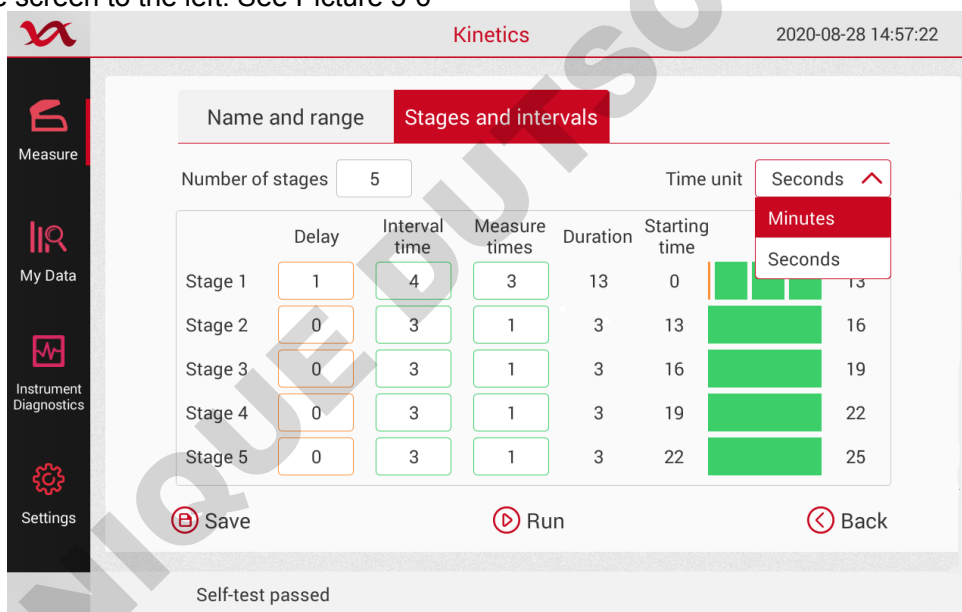 e screen to the left. See Picture 5-6
Kinetics 2020-08-28 14:57:22
Measure
My Data
Instrument
Diagnostics
Settings
Name and range Stages and intervals
Number of stages 5 Time unit Seconds
Minutes
Seconds
Delay Interval time Measure times Duration Starting time
Stage 1 1 4 3 13 0 13
Stage 2 0 3 1 3 13 16
Stage 3 0 3 1 3 16 19
Stage 4 0 3 1 3 19 22
Stage 5 0 3 1 3 22 25
Save Run Back
Self-test passed
NIQUE DUTSC